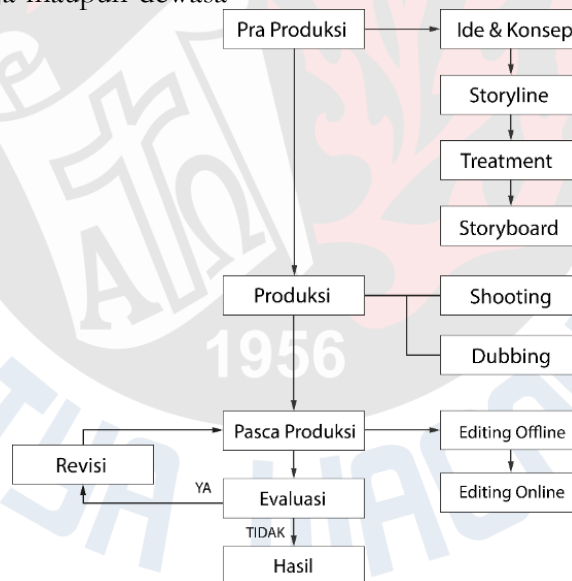 maupun dewasa
Pra Produksi
Ide & Konsep
Storyline
Treatment
Storyboard
Produksi
Shooting
Dubbing
1956
Pasca Produksi
Editing Offline
Editing Online
Revisi
YA
Evaluasi
TIDAK
Hasil